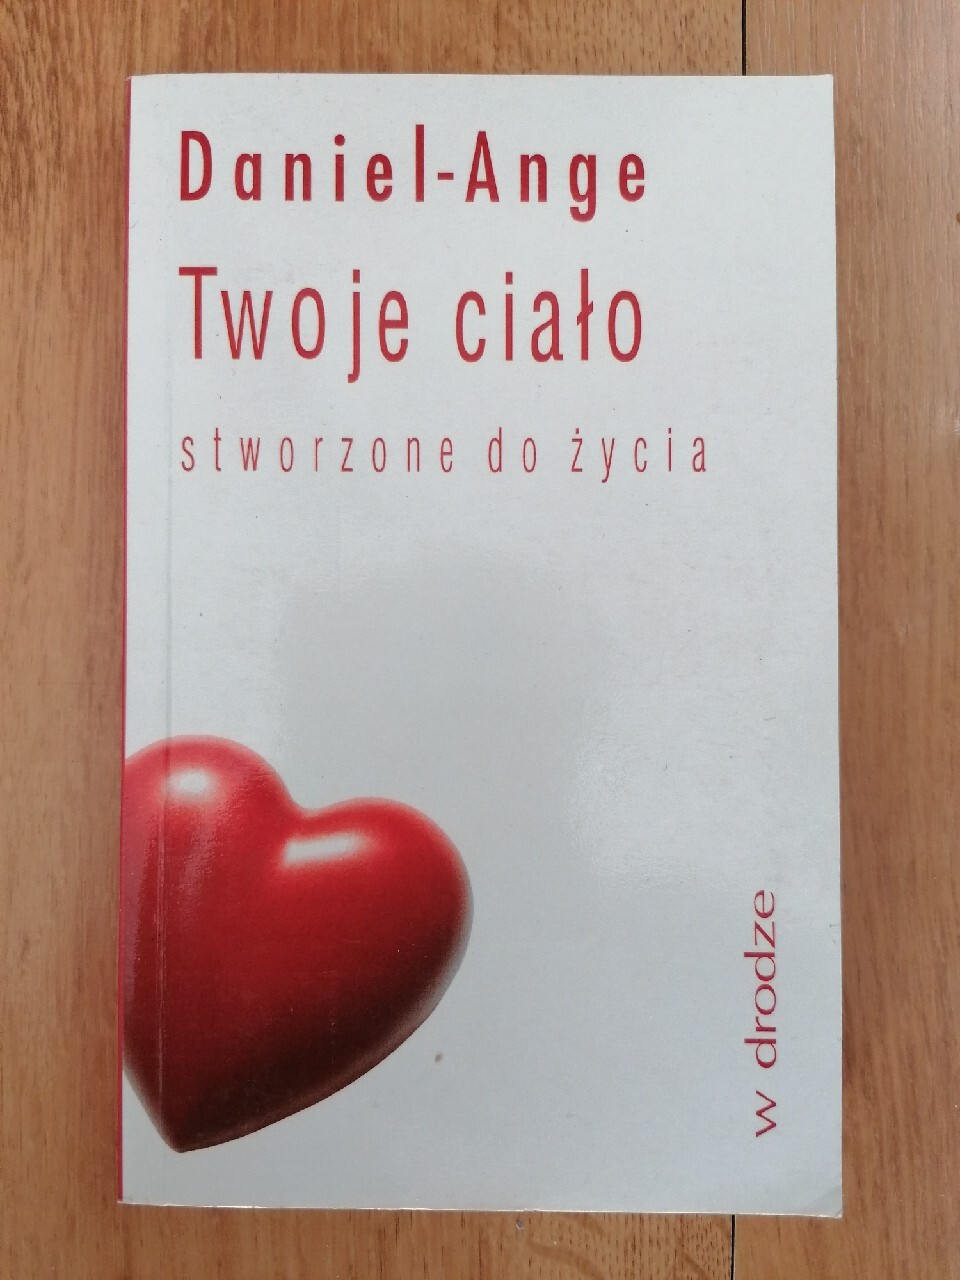 Daniel-Ange
Twoje ciało
stworzone do życia
w drodze